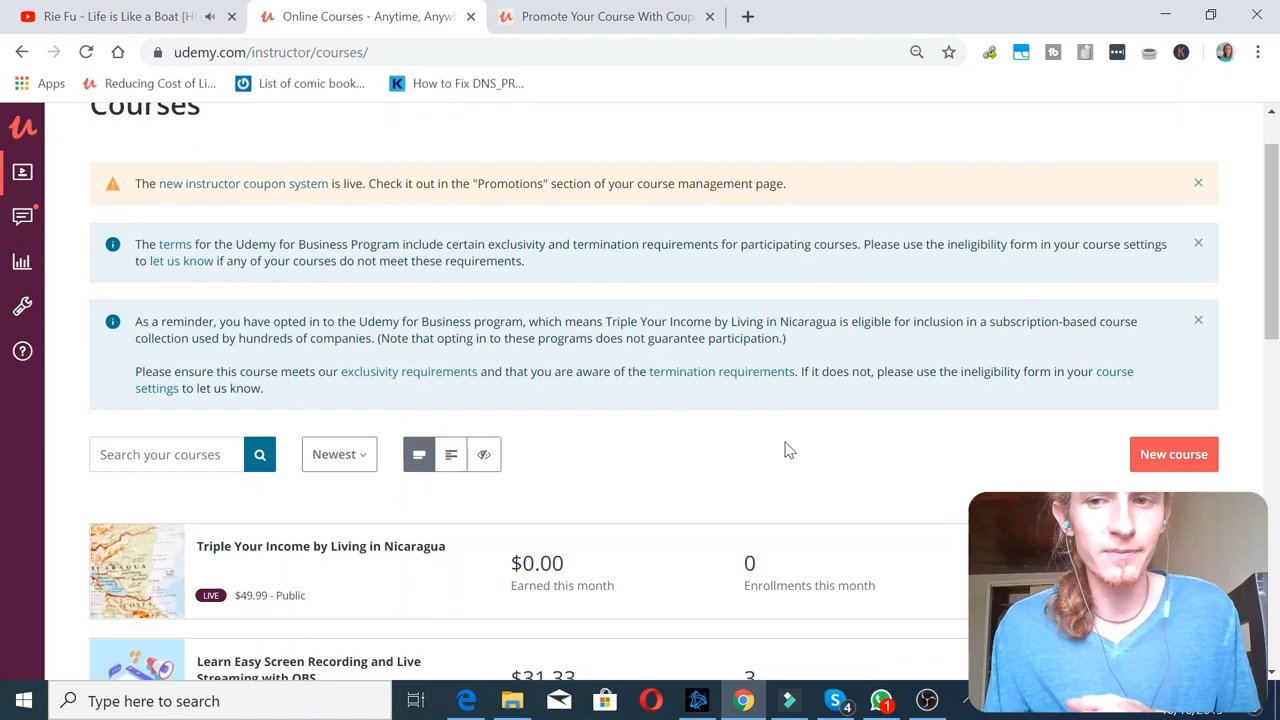 Rie Fu - Life is Like a Boat [H
Online Courses - Anytime, Anywh
Promote Your Course With Coup
udemy.com/instructor/courses/
Apps
Reducing Cost of Li...
List of comic book...
How to Fix DNS_PR...
Courses
The new instructor coupon system is live. Check it out in the "Promotions" section of your course management page.
The terms for the Udemy for Business Program include certain exclusivity and termination requirements for participating courses. Please use the ineligibility form in your course settings
to let us know if any of your courses do not meet these requirements.
As a reminder, you have opted in to the Udemy for Business program, which means Triple Your Income by Living in Nicaragua is eligible for inclusion in a subscription-based course
collection used by hundreds of companies. (Note that opting in to these programs does not guarantee participation.)
Please ensure this course meets our exclusivity requirements and that you are aware of the termination requirements. If it does not, please use the ineligibility form in your course
settings to let us know.
Search your courses
Newest
New course
Triple Your Income by Living in Nicaragua
$0.00
0
Earned this month
Enrollments this month
LIVE $49.99 - Public
Learn Easy Screen Recording and Live
Streaming with OBS
$31.33
3
Type here to search
4
1